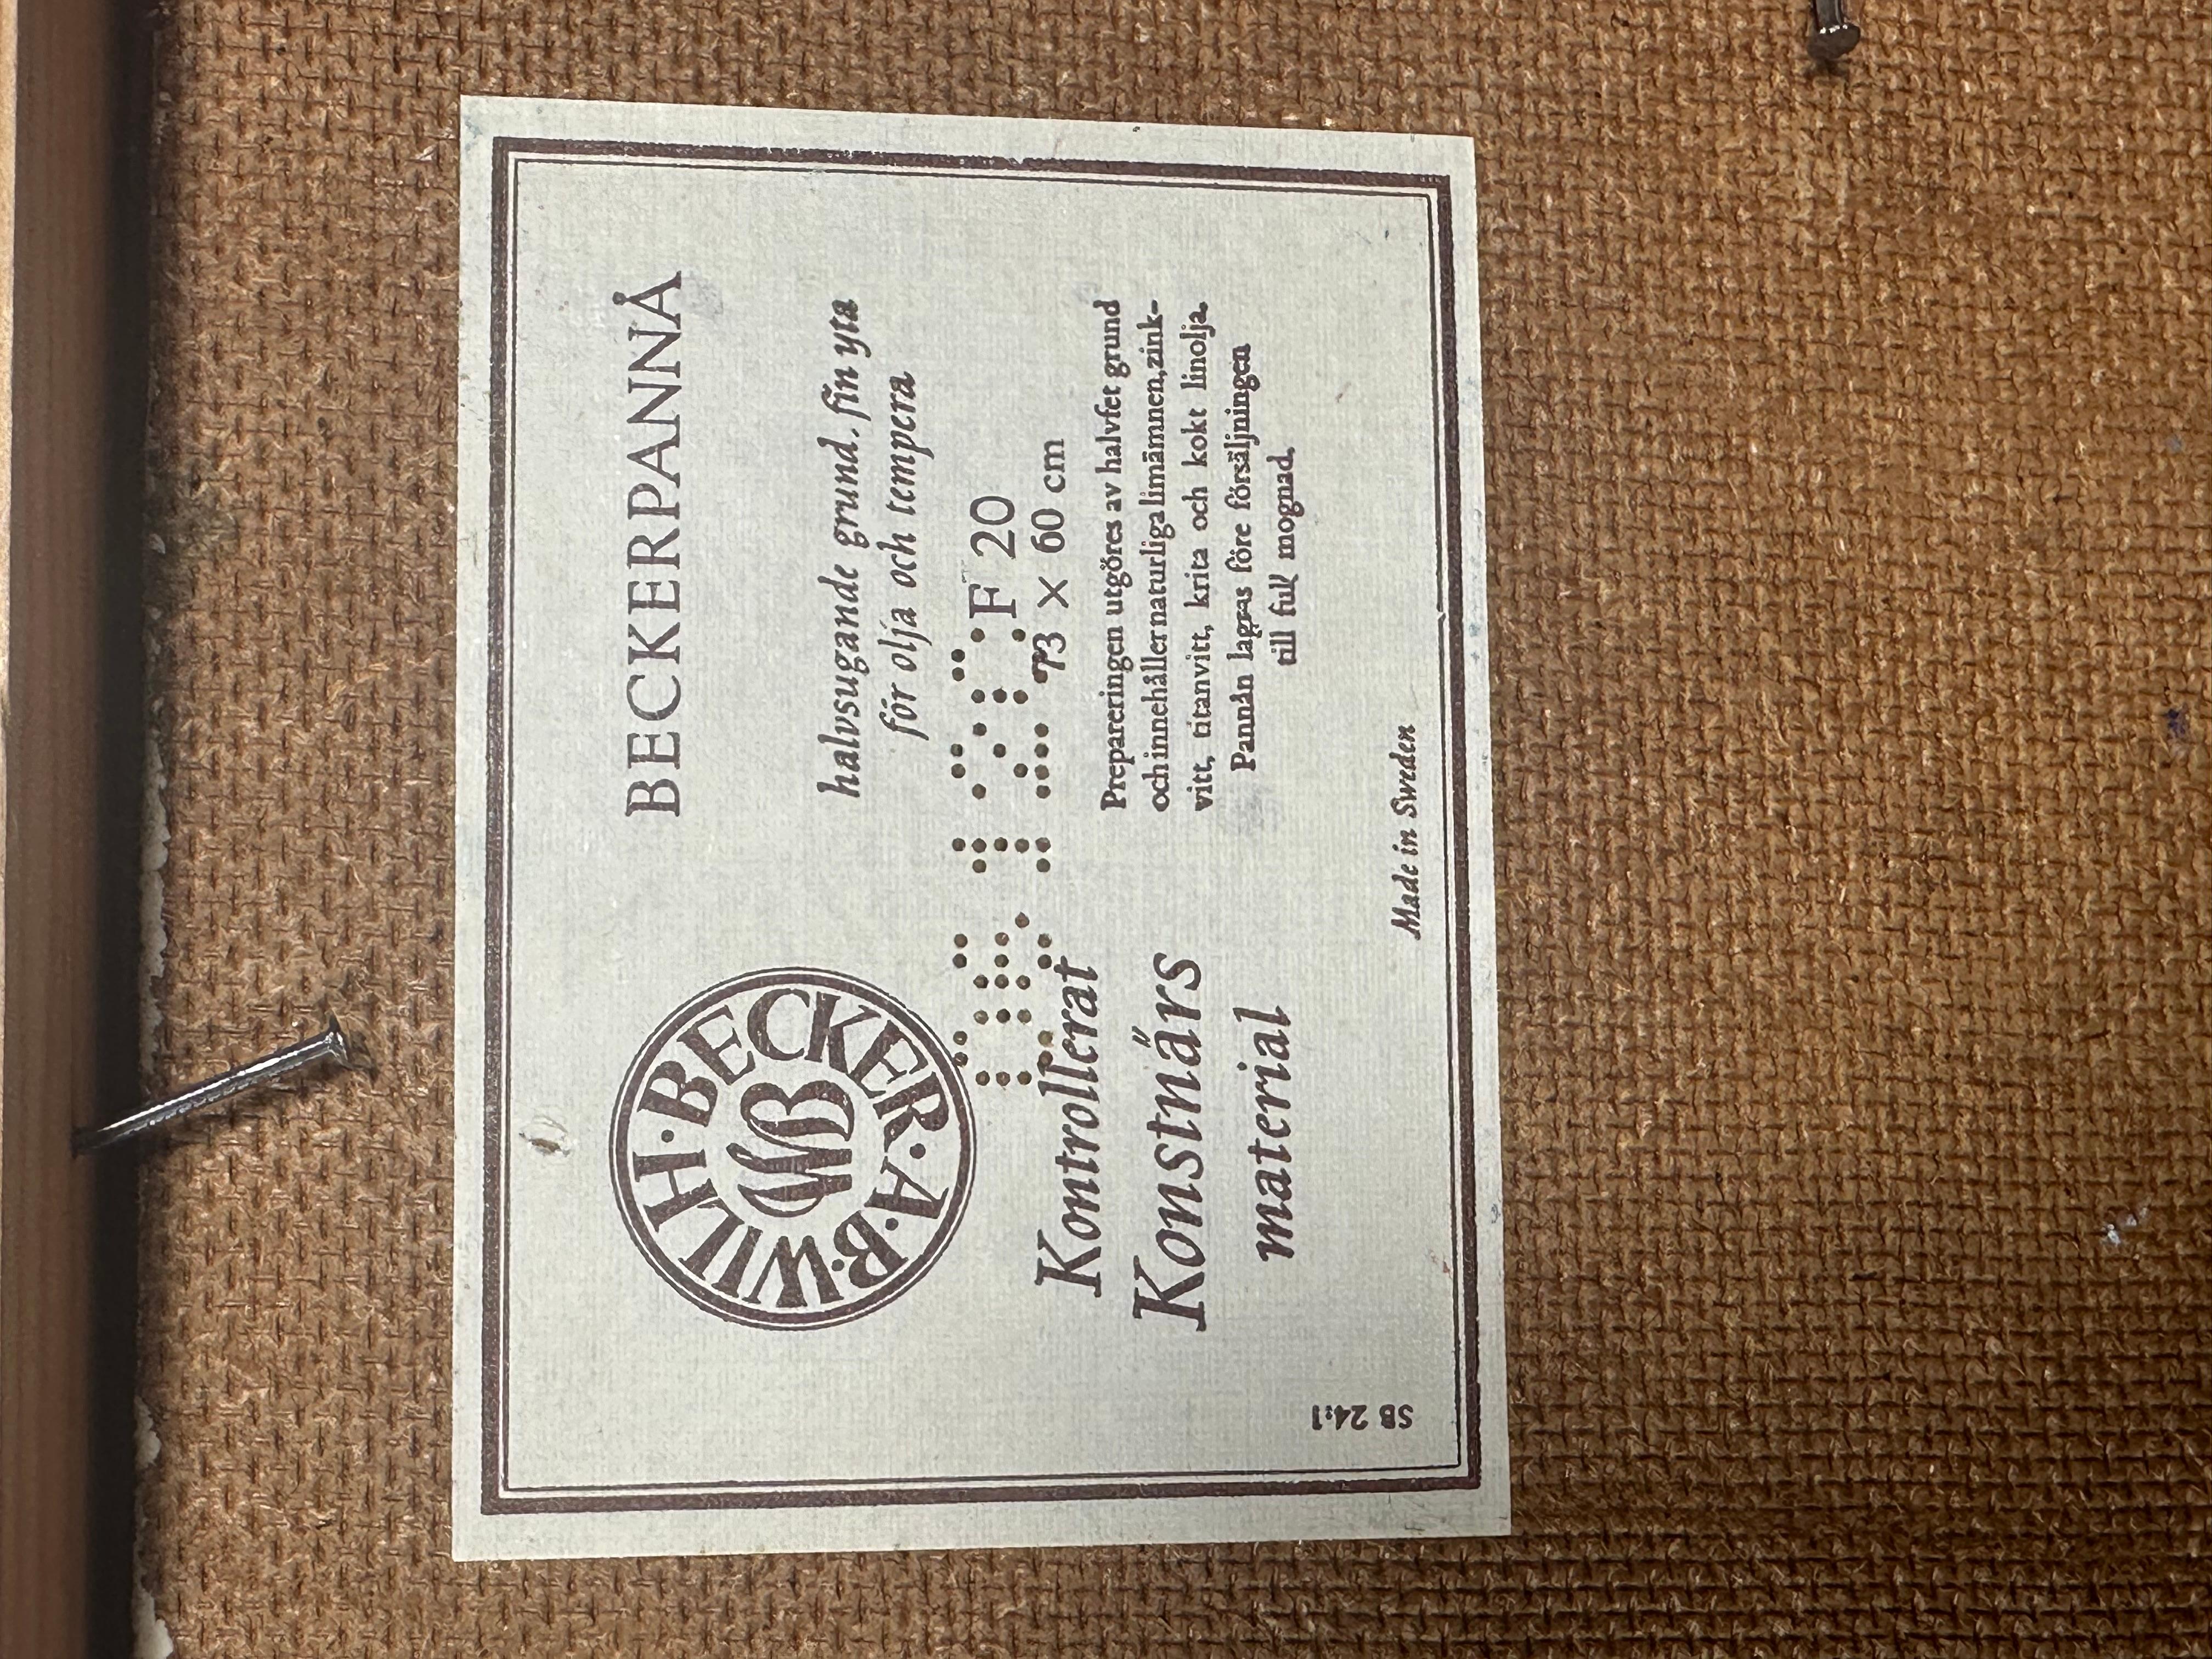 BECKERPANNÅ
halvsugande grund. fin yta
för olja och tempera
F 20
73 × 60 cm
Prepareringen utgöres av halvfet grund
och innehåller naturliga limämnen, zink-
vitt, titanvitt, krita och kokt linolja.
Pannån lagras före försäljningen
till full mognad.
WILH·BECKER·A·B·
WB
Kontrollerat
Konstnärs
material
Made in Sweden
SB 24:1